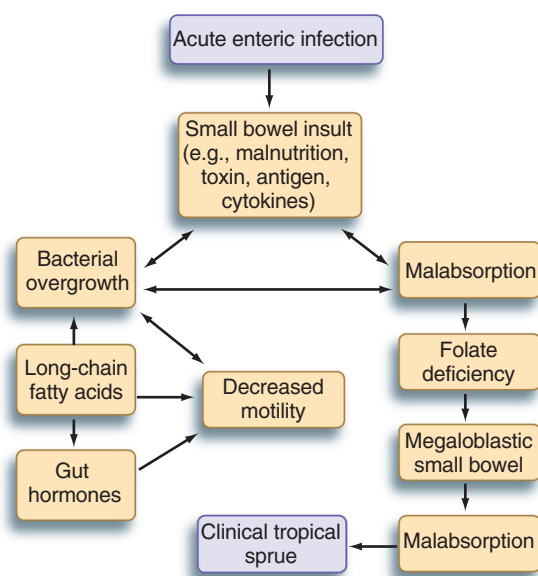 Acute enteric infection
Small bowel insult
(e.g., malnutrition,
toxin, antigen,
cytokines)
Bacterial
overgrowth
Malabsorption
Long-chain
fatty acids
Decreased
motility
Folate
deficiency
Gut
hormones
Megaloblastic
small bowel
Clinical tropical
sprue
Malabsorption